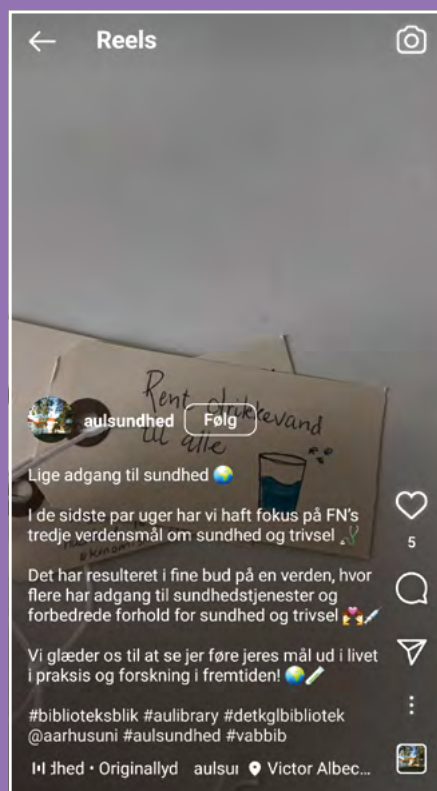 Reels
Rent drikkevand
til alle
aulsundhed Følg
Lige adgang til sundhed
I de sidste par uger har vi haft fokus på FN's
tredje verdensmål om sundhed og trivsel
Det har resulteret i fine bud på en verden, hvor
flere har adgang til sundhedstjenester og
forbedrede forhold for sundhed og trivsel
Vi glæder os til at se jer føre jeres mål ud i livet
i praksis og forskning i fremtiden!
#biblioteksblik #aulibrary #detkglbibliotek
@aarhusuni #aulsundhed #vabbib
dhed • Originallyd aulsu Victor Albec...
5